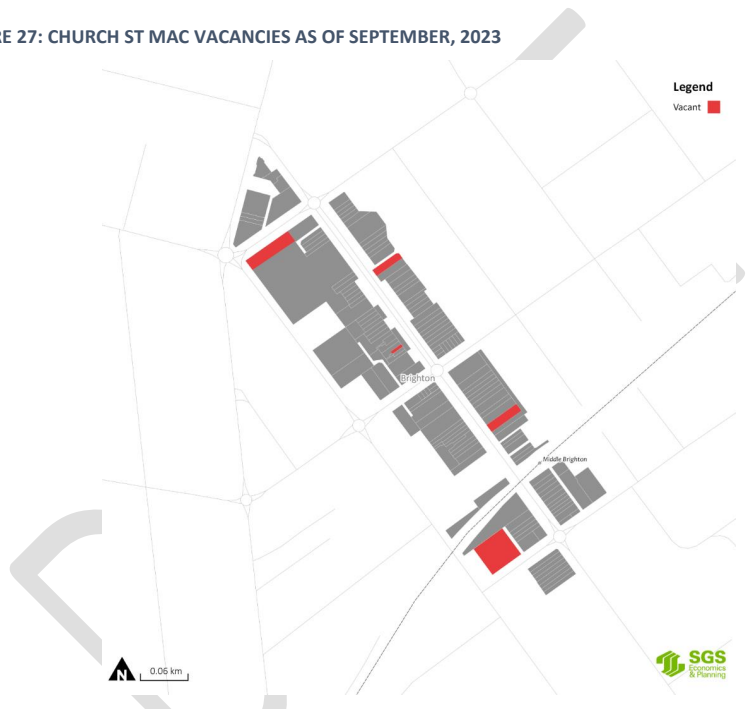 RE 27: CHURCH ST MAC VACANCIES AS OF SEPTEMBER, 2023
Legend
Vacant
Brighton
Middle Brighton
N
0.06 km
SGS
Economics
& Planning